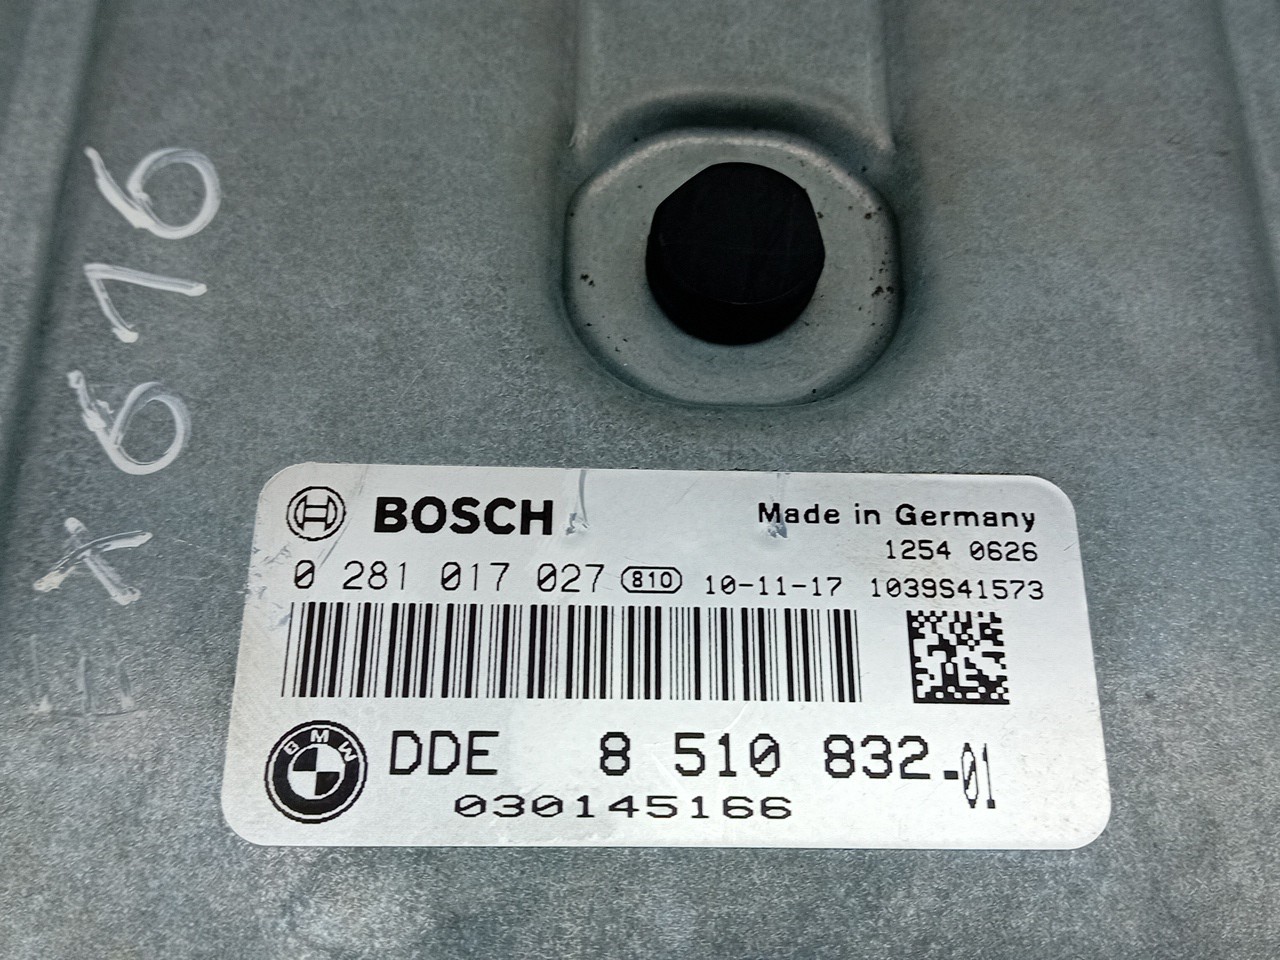 X616
BOSCH
Made in Germany
1254 0626
0 281 017 027 810 10-11-17 1039S41573
BMW
DDE 8 510 832-01
030145166